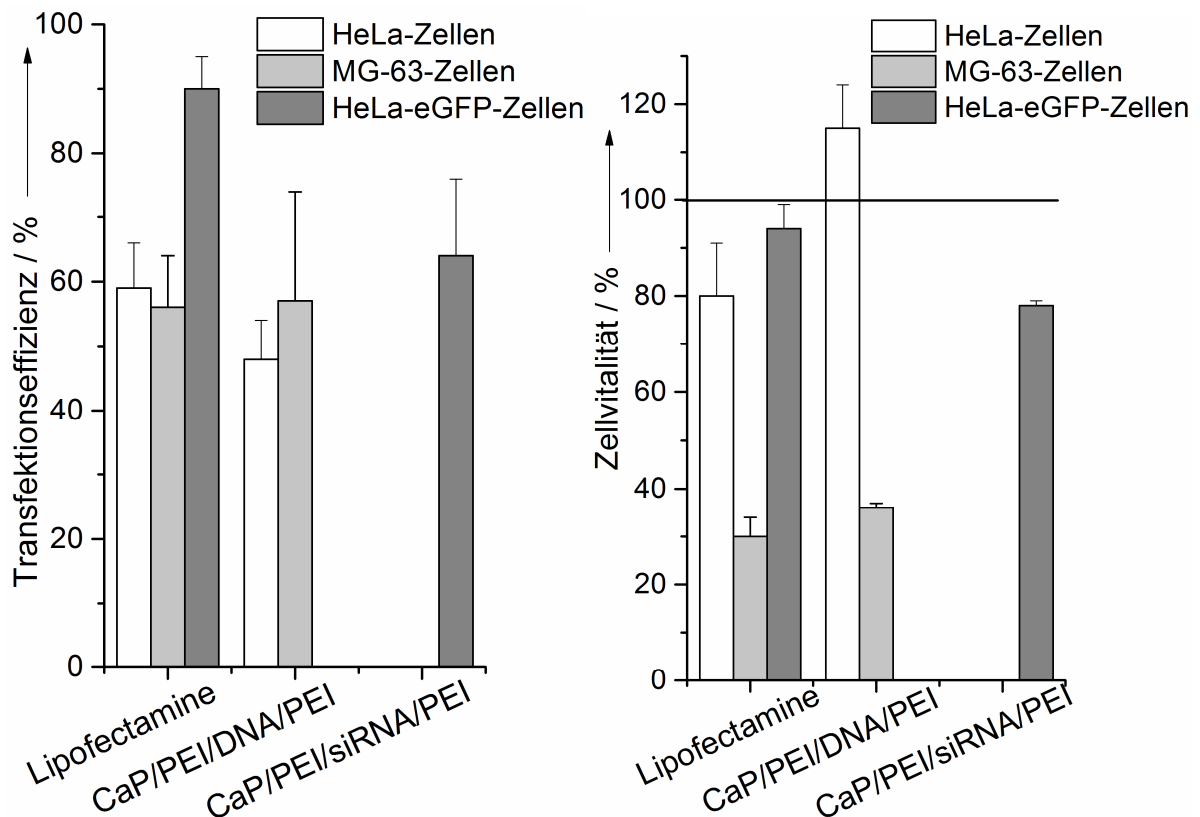 100
80
60
40
20
0
Transfektionseffizienz / %
HeLa-Zellen
MG-63-Zellen
HeLa-eGFP-Zellen
Lipofectamine
CaP/PEI/DNA/PEI
CaP/PEI/siRNA/PEI
120
100
80
60
40
20
0
Zellvitalität / %
HeLa-Zellen
MG-63-Zellen
HeLa-eGFP-Zellen
Lipofectamine
CaP/PEI/DNA/PEI
CaP/PEI/siRNA/PEI